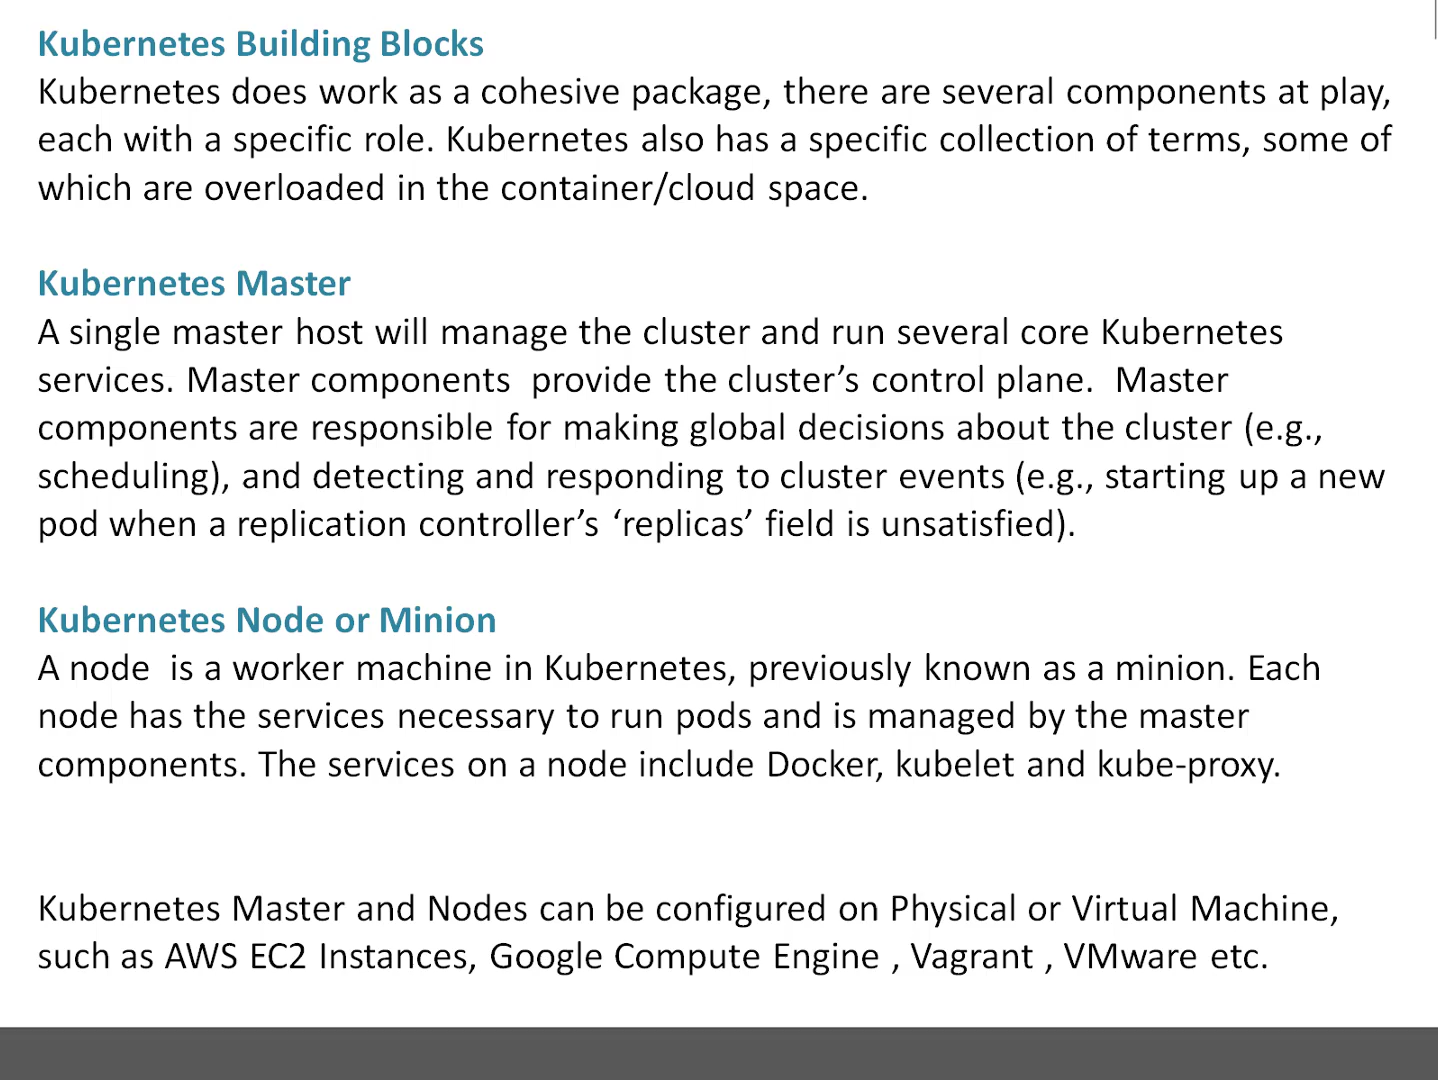 Kubernetes Building Blocks
Kubernetes does work as a cohesive package, there are several components at play,
each with a specific role. Kubernetes also has a specific collection of terms, some of
which are overloaded in the container/cloud space.
Kubernetes Master
A single master host will manage the cluster and run several core Kubernetes
services. Master components  provide the cluster’s control plane.  Master
components are responsible for making global decisions about the cluster (e.g.,
scheduling), and detecting and responding to cluster events (e.g., starting up a new
pod when a replication controller’s ‘replicas’ field is unsatisfied).
Kubernetes Node or Minion
A node  is a worker machine in Kubernetes, previously known as a minion. Each
node has the services necessary to run pods and is managed by the master
components. The services on a node include Docker, kubelet and kube-proxy.
Kubernetes Master and Nodes can be configured on Physical or Virtual Machine,
such as AWS EC2 Instances, Google Compute Engine , Vagrant , VMware etc.